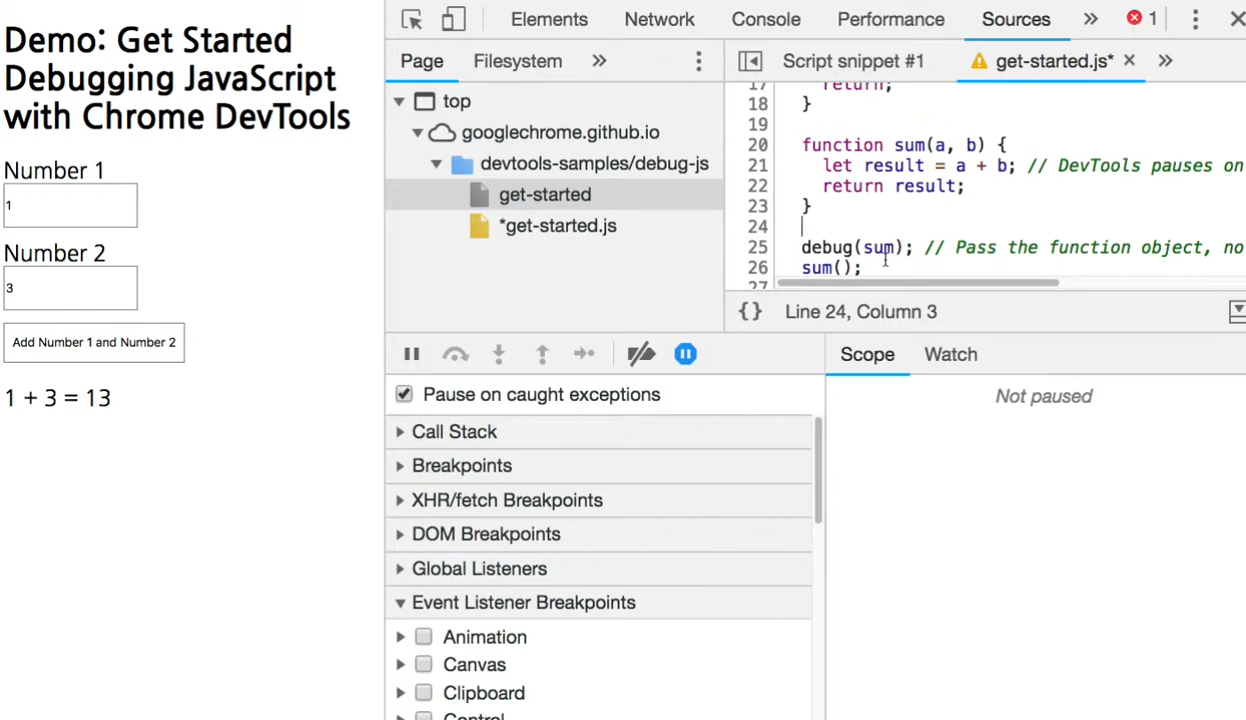 Demo: Get Started
Debugging JavaScript
with Chrome DevTools
Number 1
1
Number 2
3
Add Number 1 and Number 2
1 + 3 = 13
Elements Network Console Performance Sources » 1
Page Filesystem »
top
googlechrome.github.io
devtools-samples/debug-js
get-started
*get-started.js
Script snippet #1 get-started.js* × »
17 return;
18 }
19
20 function sum(a, b) {
21 let result = a + b; // DevTools pauses on
22 return result;
23 }
24
25 debug(sum); // Pass the function object, no
26 sum();
27
{} Line 24, Column 3
Pause on caught exceptions
Call Stack
Breakpoints
XHR/fetch Breakpoints
DOM Breakpoints
Global Listeners
Event Listener Breakpoints
Animation
Canvas
Clipboard
Control
Scope Watch
Not paused